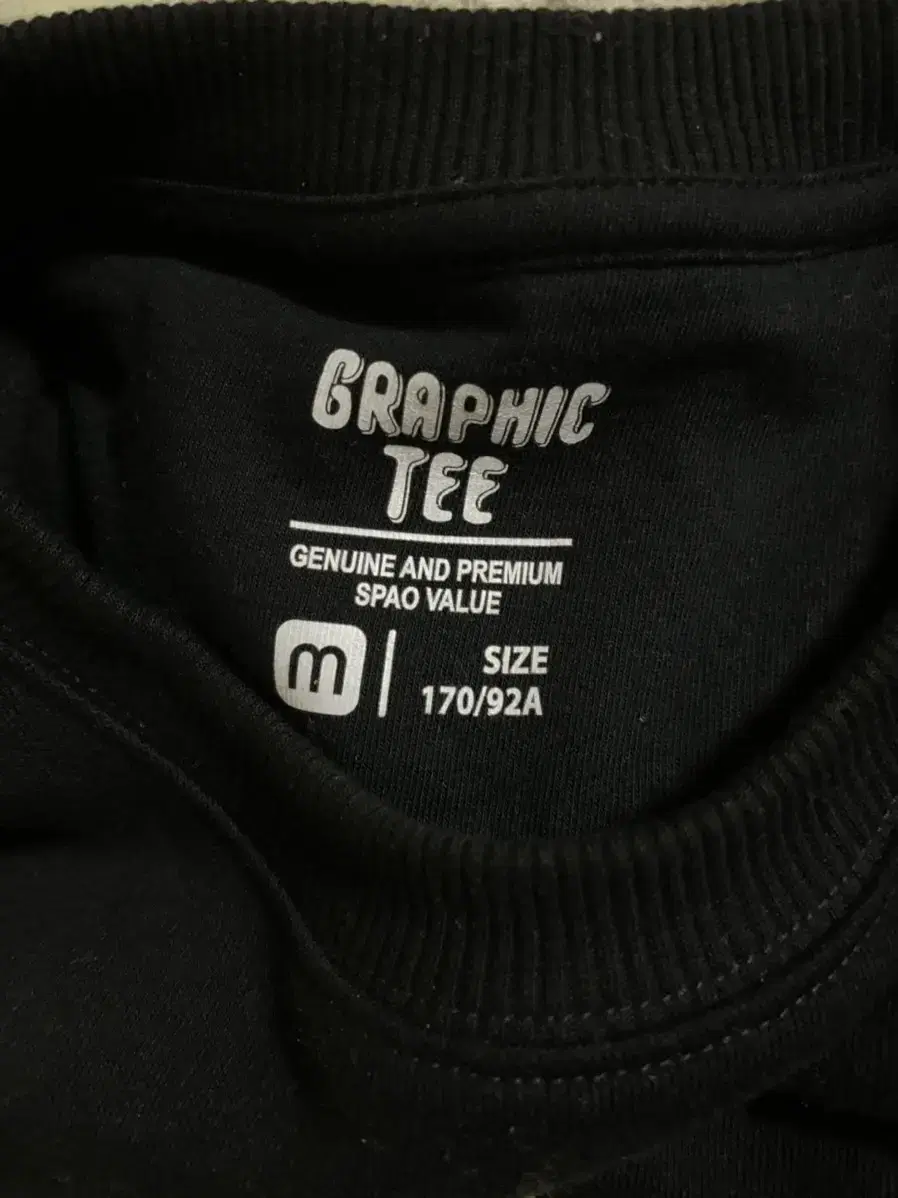 GRAPHIC
TEE
GENUINE AND PREMIUM
SPAO VALUE
m
SIZE
170/92A